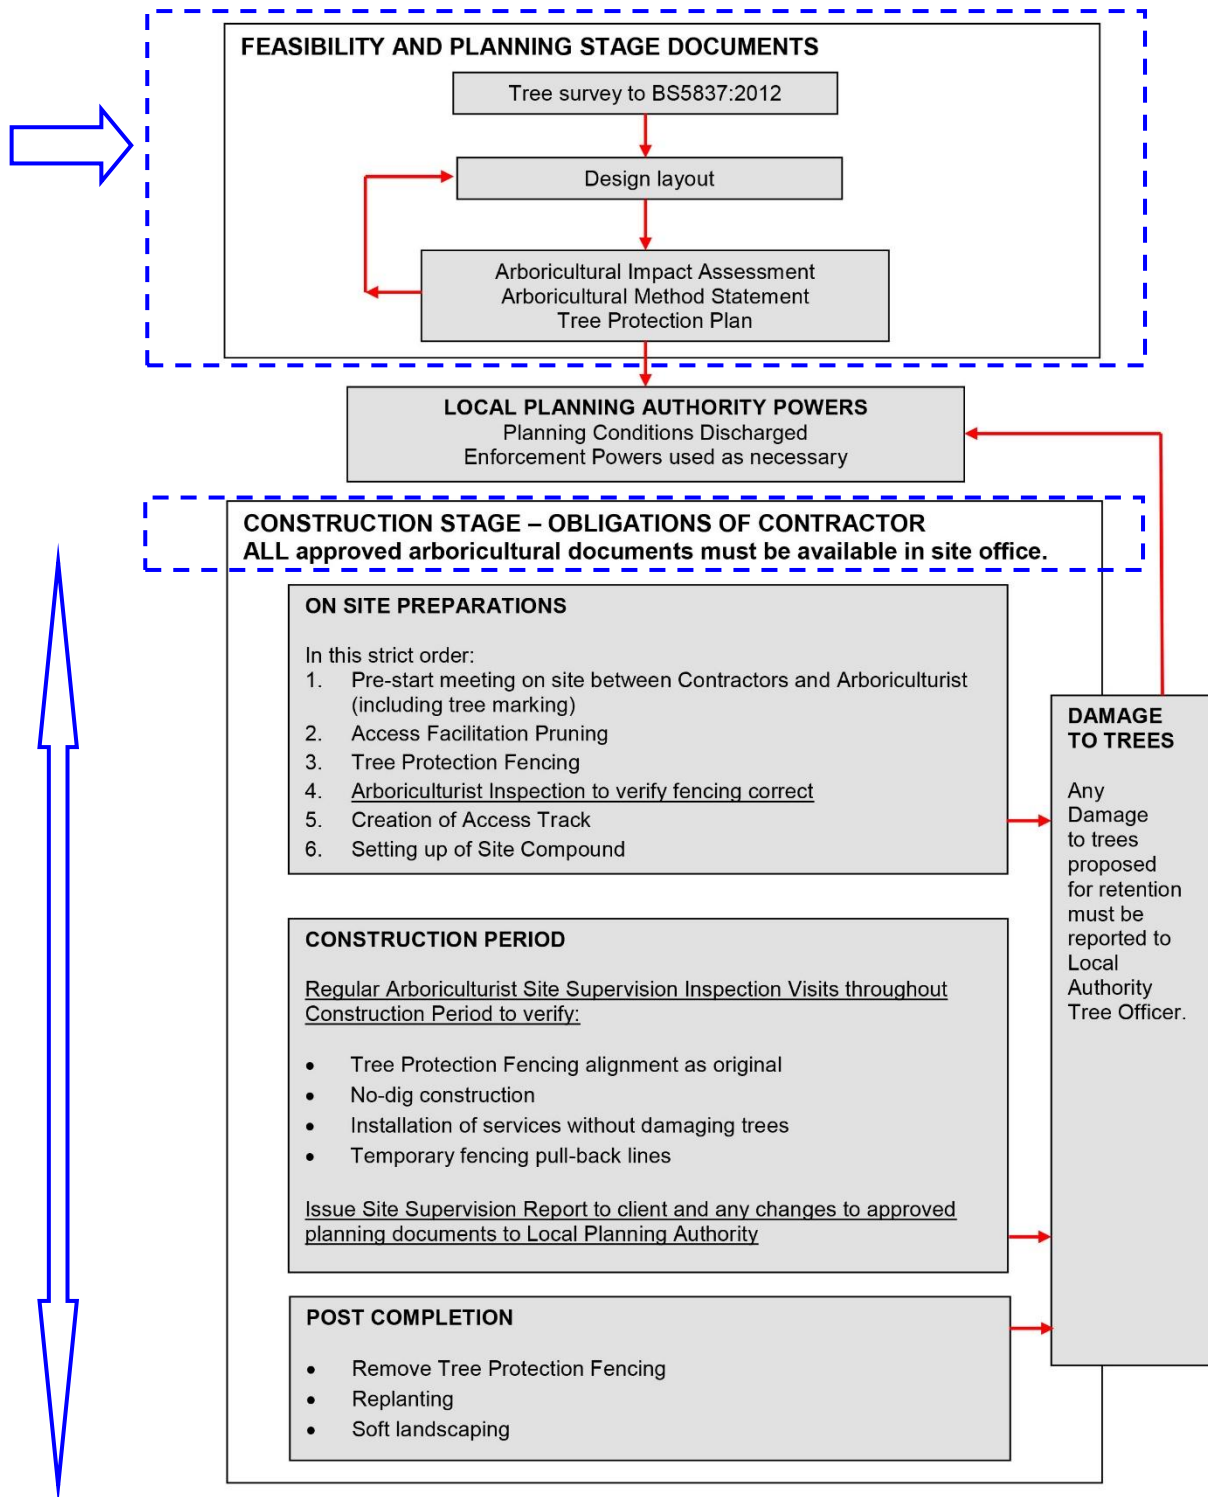 FEASIBILITY AND PLANNING STAGE DOCUMENTS
Tree survey to BS5837:2012
Design layout
Arboricultural Impact Assessment
Arboricultural Method Statement
Tree Protection Plan
LOCAL PLANNING AUTHORITY POWERS
Planning Conditions Discharged
Enforcement Powers used as necessary
CONSTRUCTION STAGE – OBLIGATIONS OF CONTRACTOR
ALL approved arboricultural documents must be available in site office.
ON SITE PREPARATIONS
In this strict order:
1. Pre-start meeting on site between Contractors and Arboriculturist
(including tree marking)
2. Access Facilitation Pruning
3. Tree Protection Fencing
4. Arboriculturist Inspection to verify fencing correct
5. Creation of Access Track
6. Setting up of Site Compound
CONSTRUCTION PERIOD
Regular Arboriculturist Site Supervision Inspection Visits throughout
Construction Period to verify:
• Tree Protection Fencing alignment as original
• No-dig construction
• Installation of services without damaging trees
• Temporary fencing pull-back lines
Issue Site Supervision Report to client and any changes to approved
planning documents to Local Planning Authority
POST COMPLETION
• Remove Tree Protection Fencing
• Replanting
• Soft landscaping
DAMAGE
TO TREES
Any
Damage
to trees
proposed
for retention
must be
reported to
Local
Authority
Tree Officer.